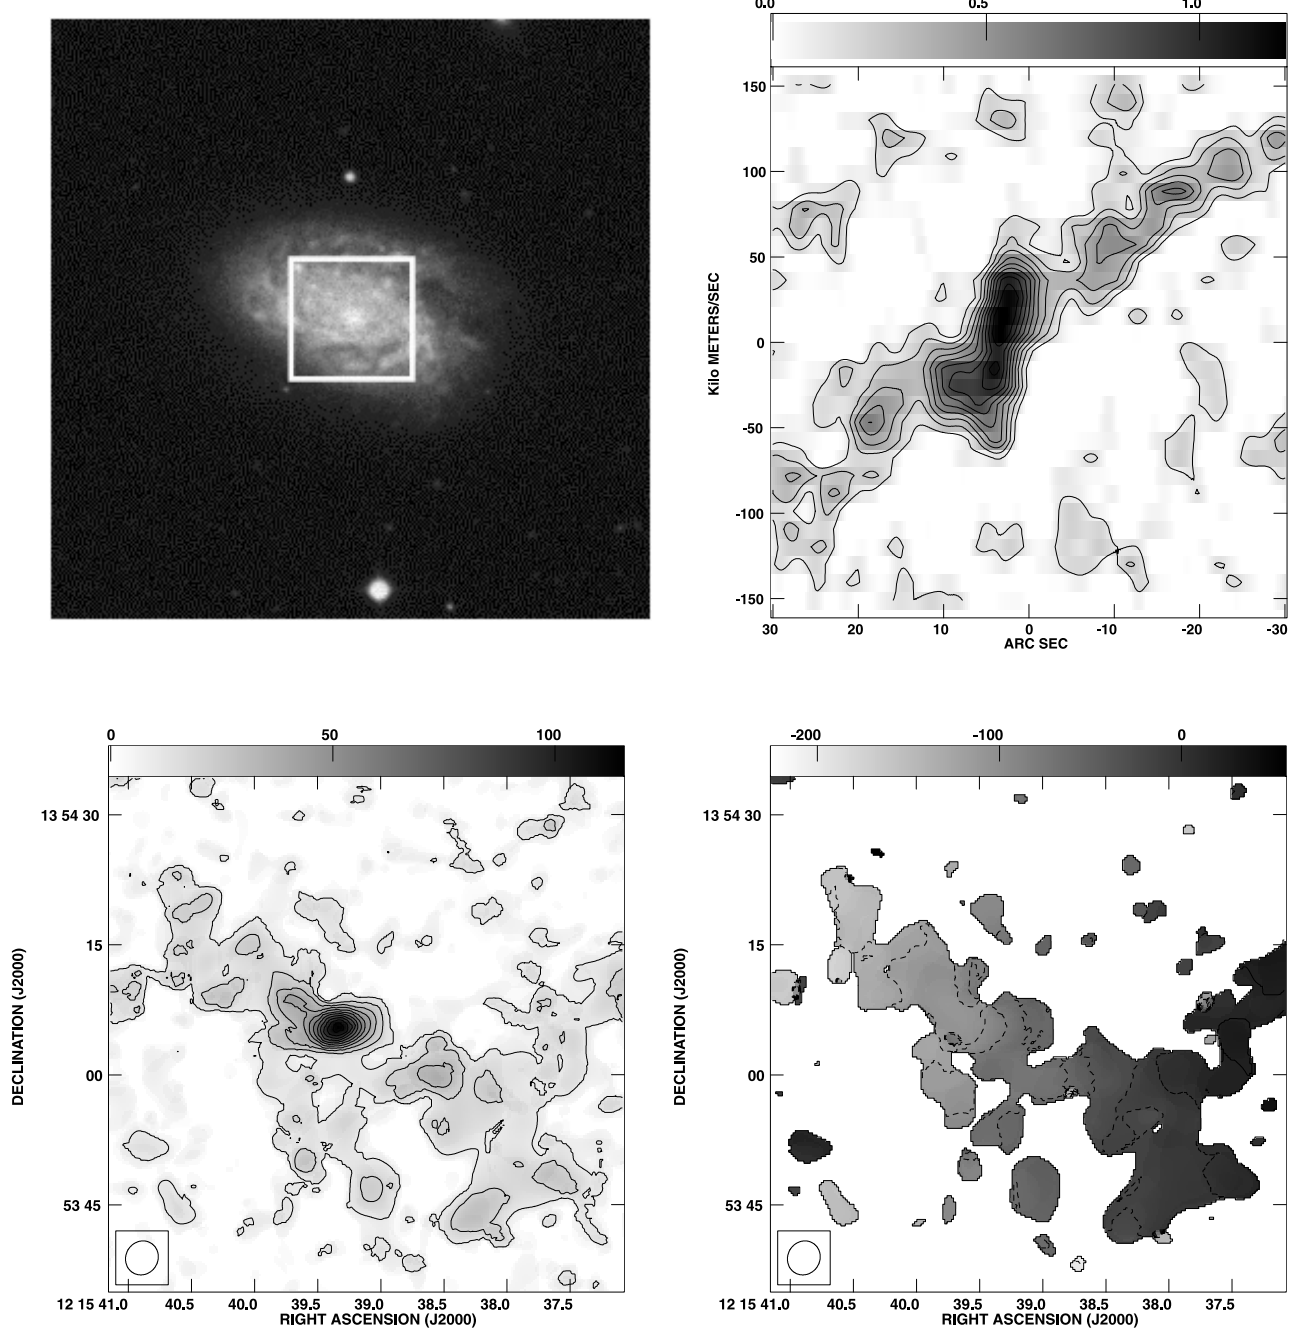 0.0 0.5 1.0
150
100
50
0
-50
-100
-150
Kilo METERS/SEC
30 20 10 0 -10 -20 -30
ARC SEC
0 50 100
13 54 30
15
00
53 45
DECLINATION (J2000)
12 15 41.0 40.5 40.0 39.5 39.0 38.5 38.0 37.5
RIGHT ASCENSION (J2000)
-200 -100 0
13 54 30
15
00
53 45
DECLINATION (J2000)
12 15 41.0 40.5 40.0 39.5 39.0 38.5 38.0 37.5
RIGHT ASCENSION (J2000)